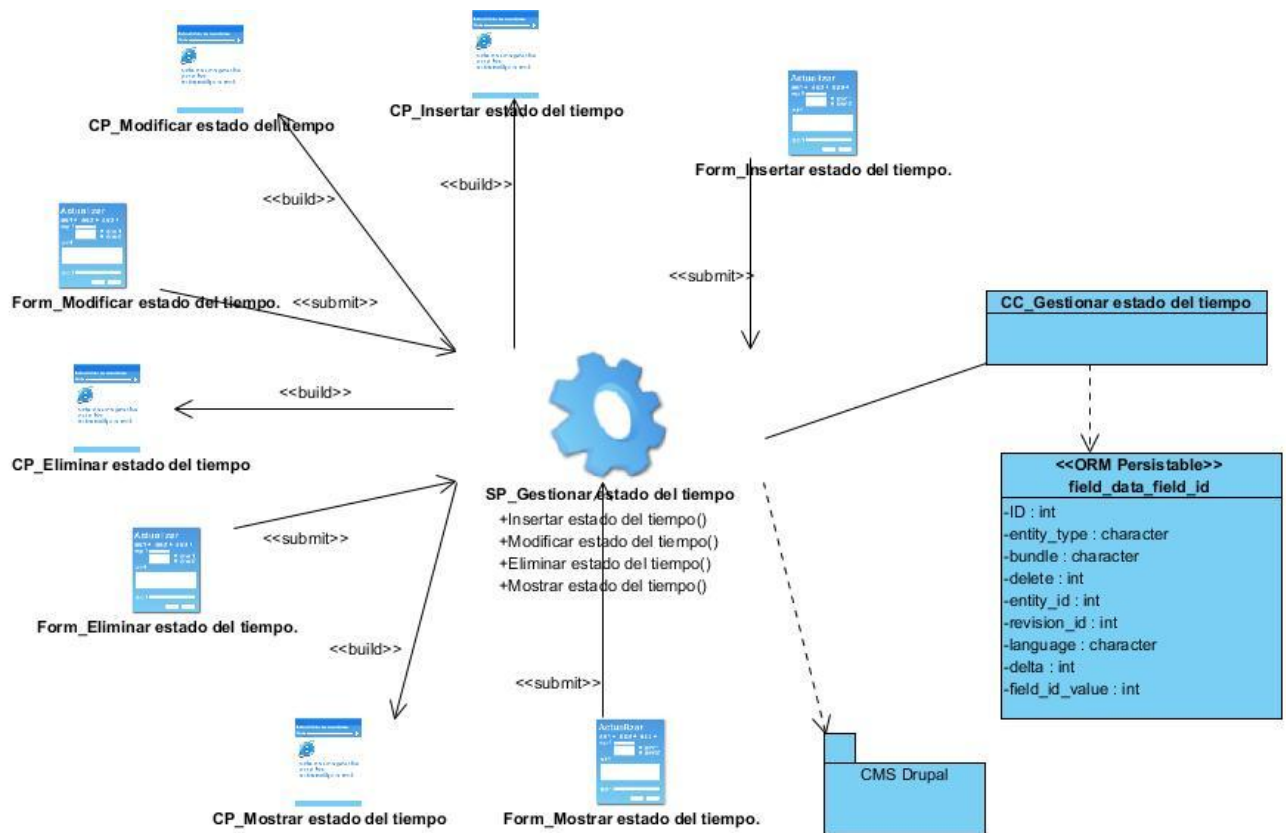 CP_Modificar estado del tiempo
CP_Insertar estado del tiempo
Actualizar
Form_Insertar estado del tiempo.
<<build>>
<<build>>
Actualizar
<<submit>>
Form_Modificar estado del tiempo.
<<submit>>
CC_Gestionar estado del tiempo
<<build>>
CP_Eliminar estado del tiempo
<<ORM Persistable>>
field_data_field_id
-ID : int
-entity_type : character
-bundle : character
-delete : int
-entity_id : int
-revision_id : int
-language : character
-delta : int
-field_id_value : int
SP_Gestionar estado del tiempo
+Insertar estado del tiempo()
+Modificar estado del tiempo()
+Eliminar estado del tiempo()
+Mostrar estado del tiempo()
<<submit>>
Actualizar
Form_Eliminar estado del tiempo.
<<build>>
<<submit>>
Actualizar
CMS Drupal
CP_Mostrar estado del tiempo
Form_Mostrar estado del tiempo.